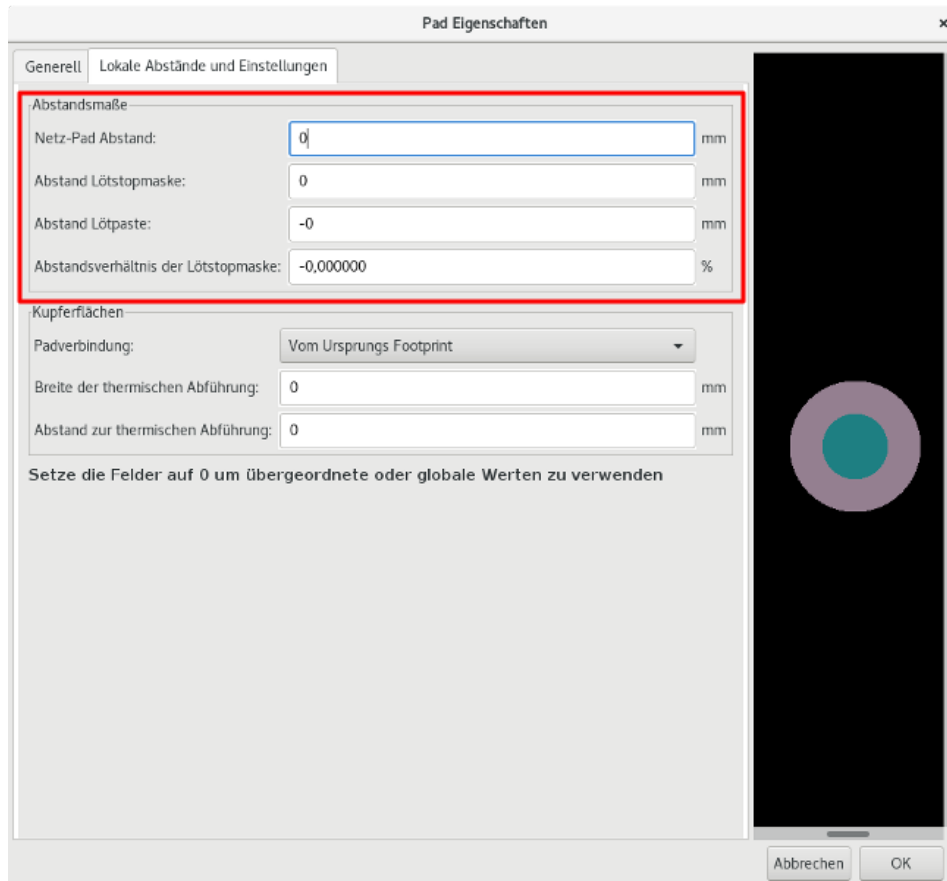 Pad Eigenschaften ×
Generell Lokale Abstände und Einstellungen
Abstandsmaße
Netz-Pad Abstand: 0 mm
Abstand Lötstopmaske: 0 mm
Abstand Lötpaste: -0 mm
Abstandsverhältnis der Lötstopmaske: -0,000000 %
Kupferflächen
Padverbindung: Vom Ursprungs Footprint
Breite der thermischen Abführung: 0 mm
Abstand zur thermischen Abführung: 0 mm
Setze die Felder auf 0 um übergeordnete oder globale Werten zu verwenden
Abbrechen OK